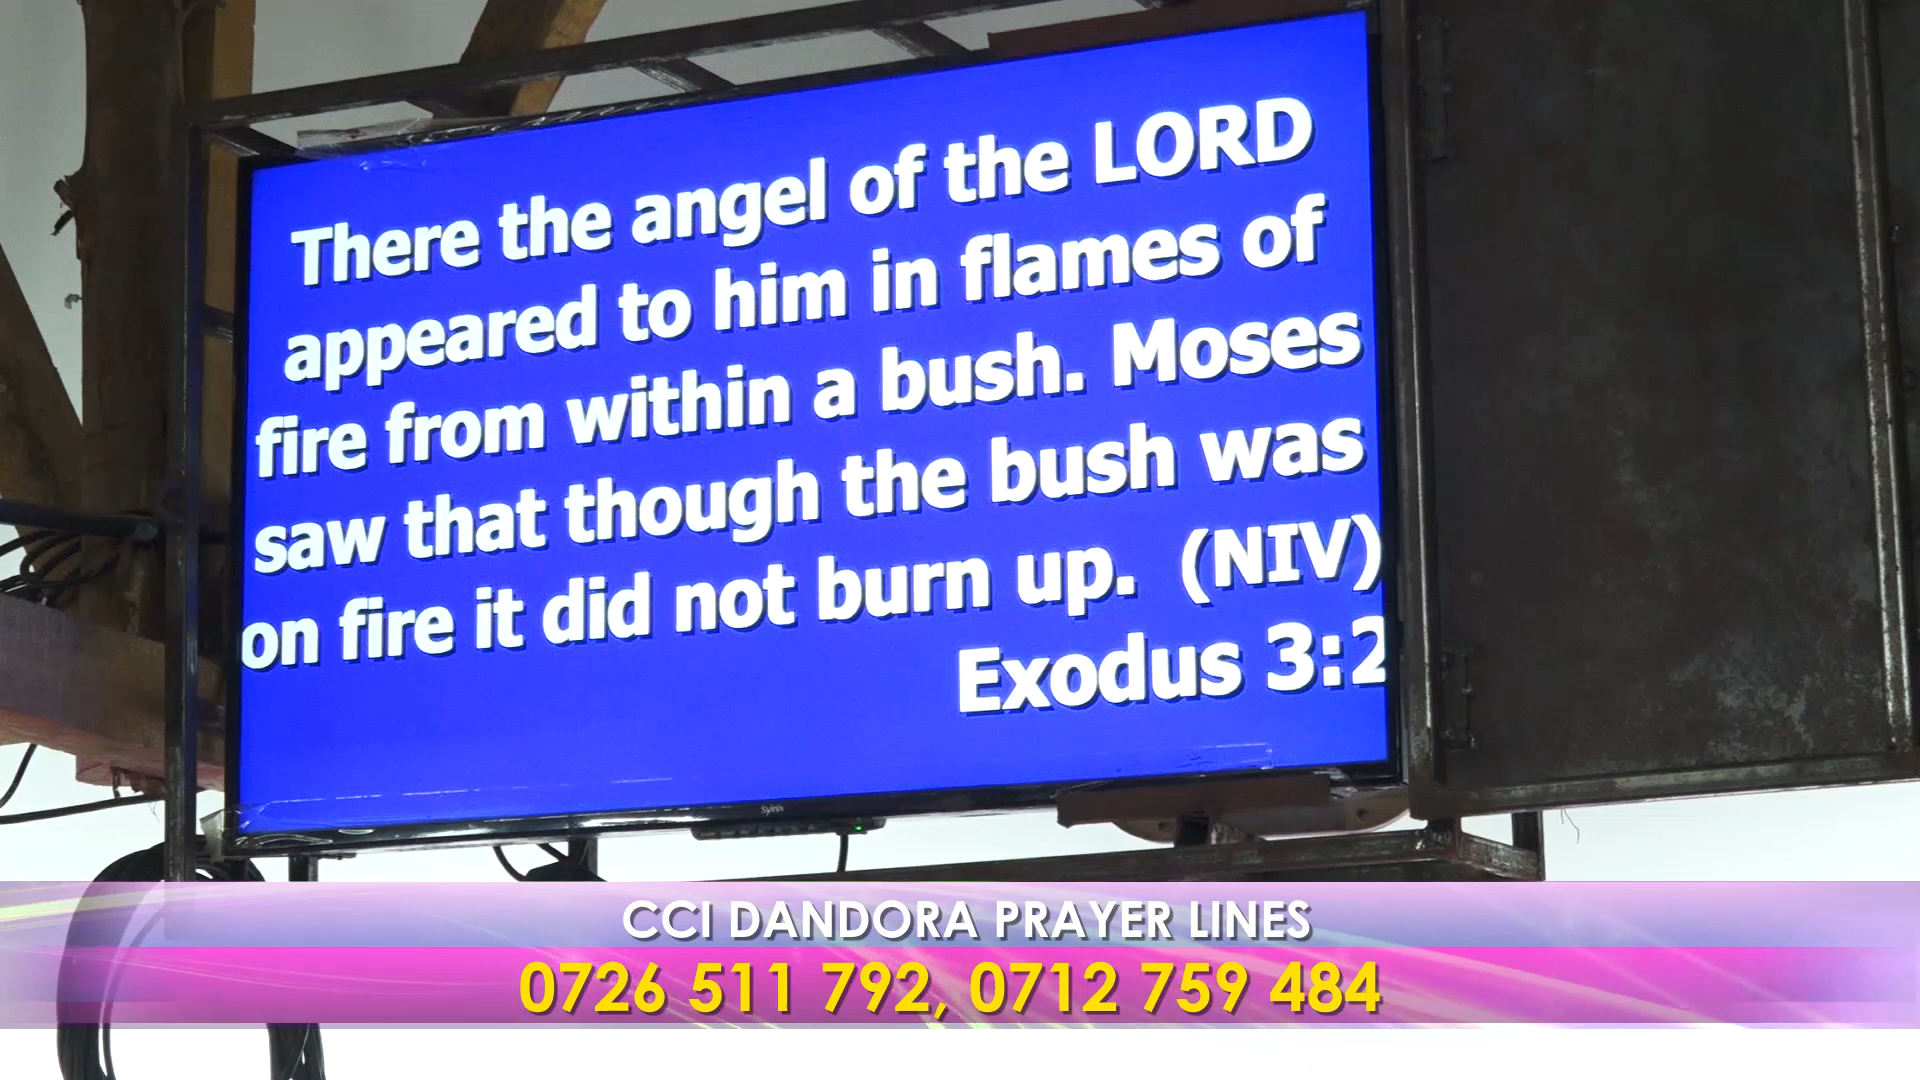 There the angel of the LORD
appeared to him in flames of
fire from within a bush. Moses
saw that though the bush was
on fire it did not burn up. (NIV)
Exodus 3:2
Syinix
CCI DANDORA PRAYER LINES
0726 511 792, 0712 759 484